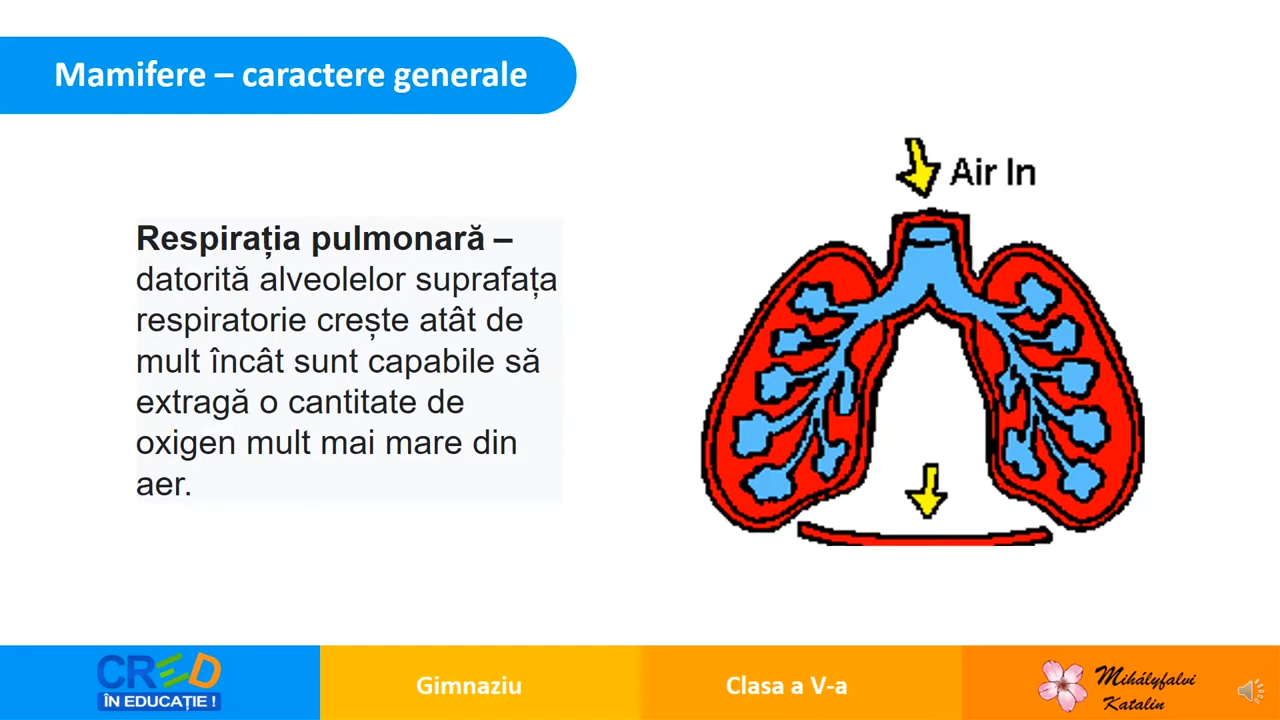 Mamifere – caractere generale
Air In
Respirația pulmonară –
datorită alveolelor suprafața
respiratorie crește atât de
mult încât sunt capabile să
extragă o cantitate de
oxigen mult mai mare din
aer.
CRED
ÎN EDUCAȚIE !
Gimnaziu
Clasa a V-a
Mihályfalvi
Katalin